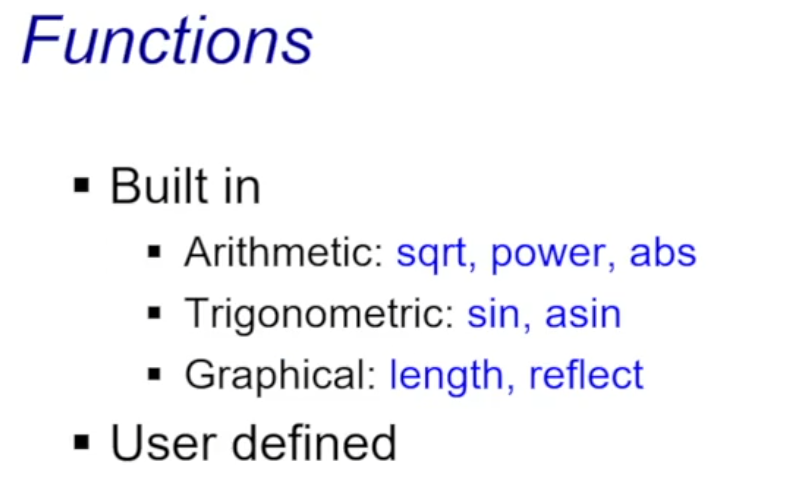 Functions
▪ Built in
▪ Arithmetic: sqrt, power, abs
▪ Trigonometric: sin, asin
▪ Graphical: length, reflect
▪ User defined